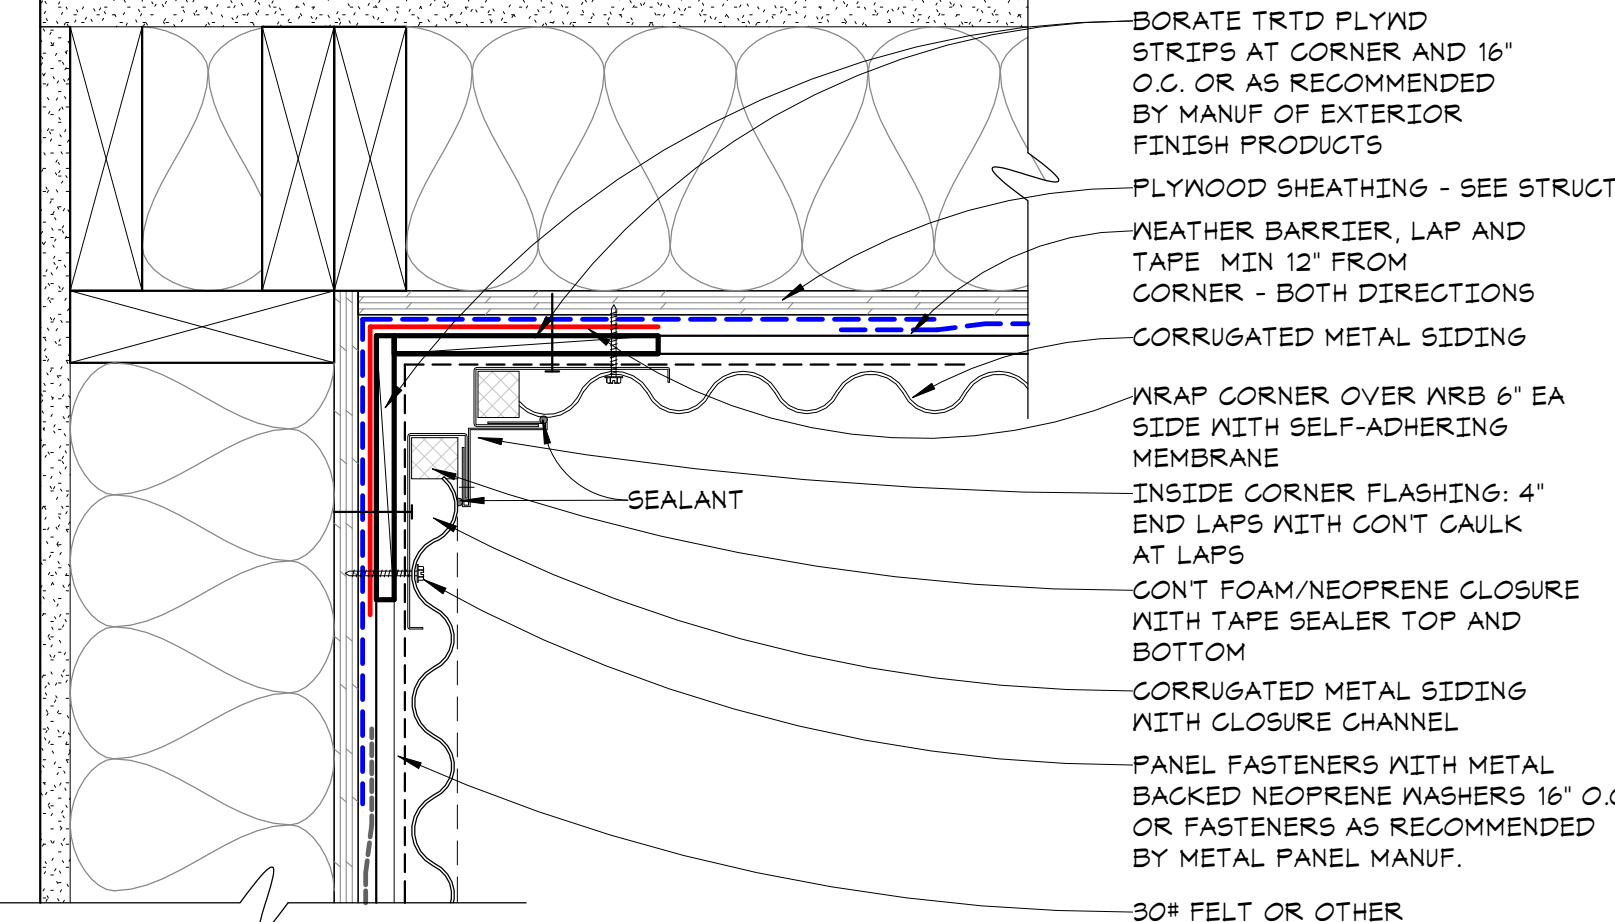 BORATE TRTD PLYWD
STRIPS AT CORNER AND 16"
O.C. OR AS RECOMMENDED
BY MANUF OF EXTERIOR
FINISH PRODUCTS
PLYWOOD SHEATHING - SEE STRUCT
WEATHER BARRIER, LAP AND
TAPE MIN 12" FROM
CORNER - BOTH DIRECTIONS
CORRUGATED METAL SIDING
WRAP CORNER OVER WRB 6" EA
SIDE WITH SELF-ADHERING
MEMBRANE
INSIDE CORNER FLASHING: 4"
END LAPS WITH CON'T CAULK
AT LAPS
SEALANT
CON'T FOAM/NEOPRENE CLOSURE
WITH TAPE SEALER TOP AND
BOTTOM
CORRUGATED METAL SIDING
WITH CLOSURE CHANNEL
PANEL FASTENERS WITH METAL
BACKED NEOPRENE WASHERS 16" O.C
OR FASTENERS AS RECOMMENDED
BY METAL PANEL MANUF.
30# FELT OR OTHER